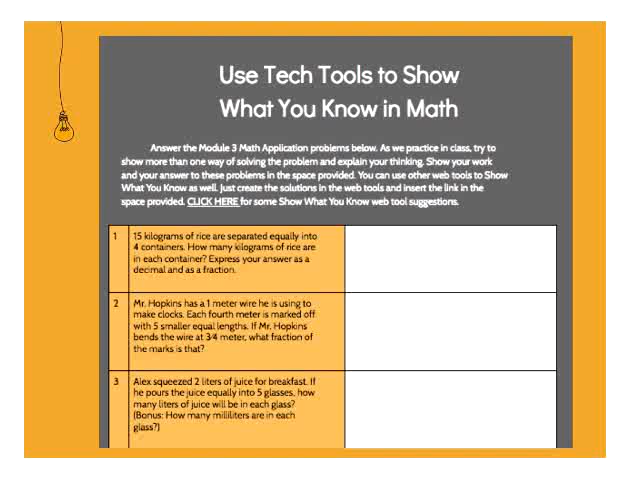 Use Tech Tools to Show
What You Know in Math
Answer the Module 3 Math Application problems below. As we practice in class, try to
show more than one way of solving the problem and explain your thinking. Show your work
and your answer to these problems in the space provided. You can use other web tools to Show
What You Know as well. Just create the solutions in the web tools and insert the link in the
space provided. CLICK HERE for some Show What You Know web tool suggestions.
1 15 kilograms of rice are separated equally into
4 containers. How many kilograms of rice are
in each container? Express your answer as a
decimal and as a fraction.
2 Mr. Hopkins has a 1 meter wire he is using to
make clocks. Each fourth meter is marked off
with 5 smaller equal lengths. If Mr. Hopkins
bends the wire at 3⁄4 meter, what fraction of
the marks is that?
3 Alex squeezed 2 liters of juice for breakfast. If
he pours the juice equally into 5 glasses, how
many liters of juice will be in each glass?
(Bonus: How many milliliters are in each
glass?)